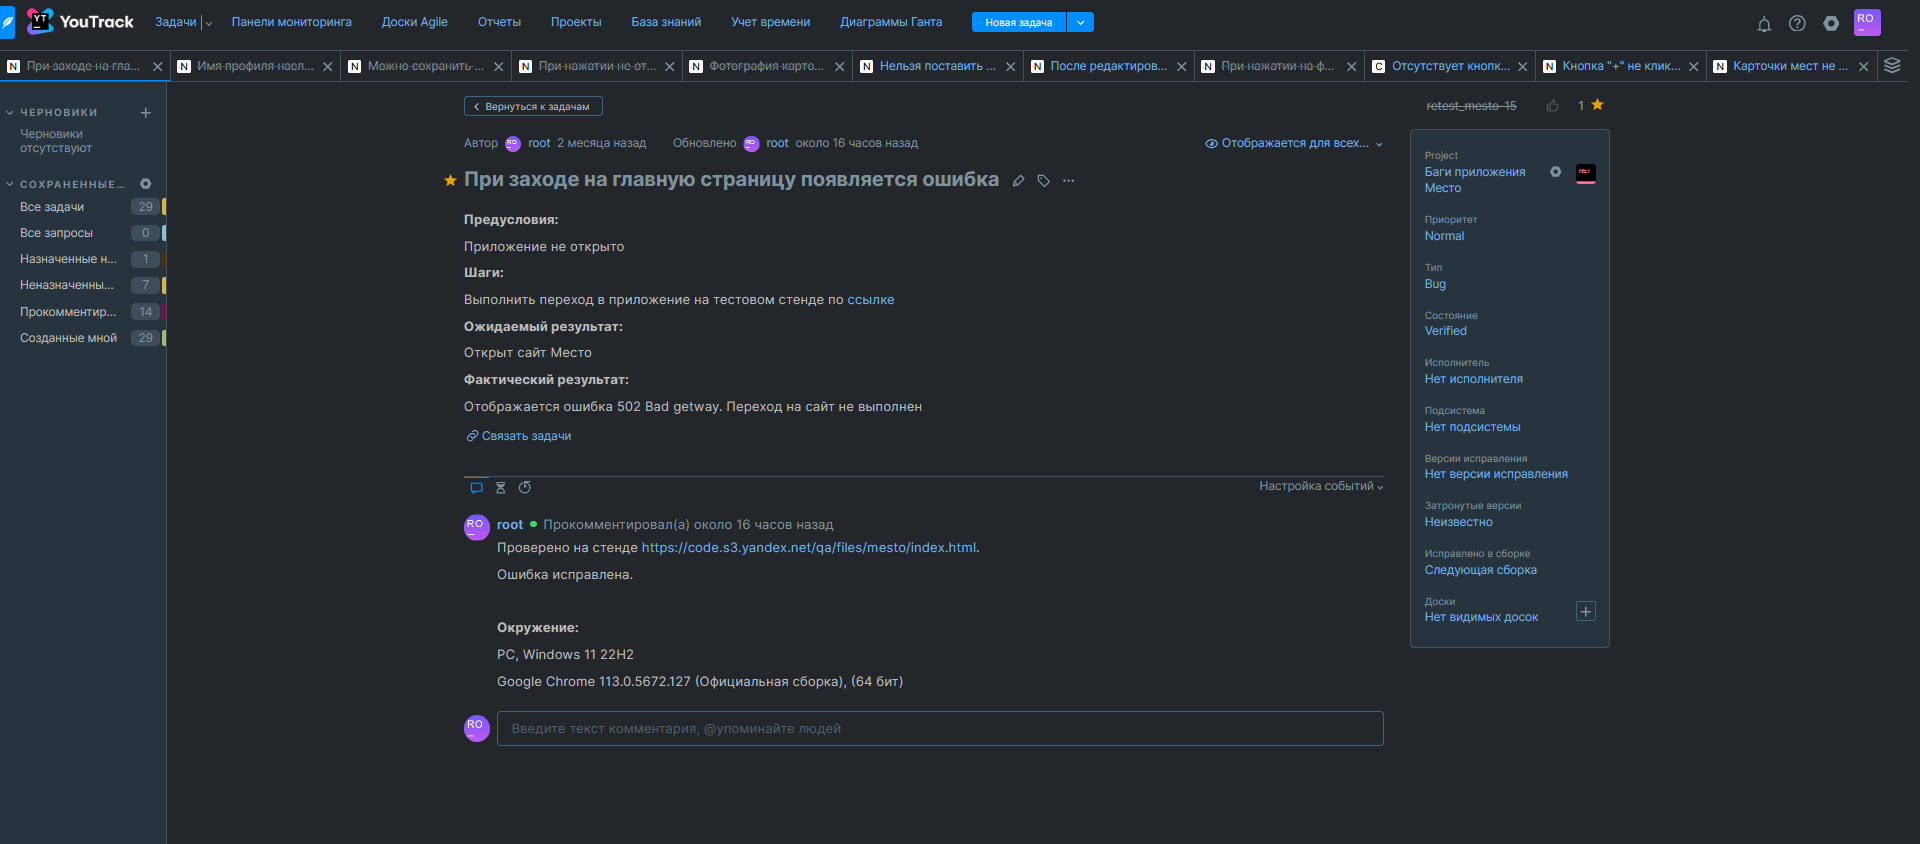 YT YouTrack Задачи Панели мониторинга Доски Agile Отчеты Проекты База знаний Учет времени Диаграммы Ганта Новая задача RO
N При заходе на гла... N Имя профиля насл... N Можно сохранить ... N При нажатии не от... N Фотография карто... N Нельзя поставить ... N После редактиров... N При нажатии на ф... C Отсутствует кнопк... N Кнопка "+" не клик... N Карточки мест не ...
ЧЕРНОВИКИ
Черновики
отсутствуют
СОХРАНЕННЫЕ...
Все задачи 29
Все запросы 0
Назначенные н... 1
Неназначенны... 7
Прокомментир... 14
Созданные мной 29
Вернуться к задачам
Автор RO root 2 месяца назад Обновлено RO root около 16 часов назад Отображается для всех...
При заходе на главную страницу появляется ошибка
Предусловия:
Приложение не открыто
Шаги:
Выполнить переход в приложение на тестовом стенде по ссылке
Ожидаемый результат:
Открыт сайт Место
Фактический результат:
Отображается ошибка 502 Bad getway. Переход на сайт не выполнен
Связать задачи
Настройка событий
RO root Прокомментировал(а) около 16 часов назад
Проверено на стенде https://code.s3.yandex.net/qa/files/mesto/index.html.
Ошибка исправлена.
Окружение:
PC, Windows 11 22H2
Google Chrome 113.0.5672.127 (Официальная сборка), (64 бит)
RO Введите текст комментария, @упоминайте людей
retest_mesto-15 1
Project
Баги приложения
Место
Приоритет
Normal
Тип
Bug
Состояние
Verified
Исполнитель
Нет исполнителя
Подсистема
Нет подсистемы
Версии исправления
Нет версии исправления
Затронутые версии
Неизвестно
Исправлено в сборке
Следующая сборка
Доски
Нет видимых досок